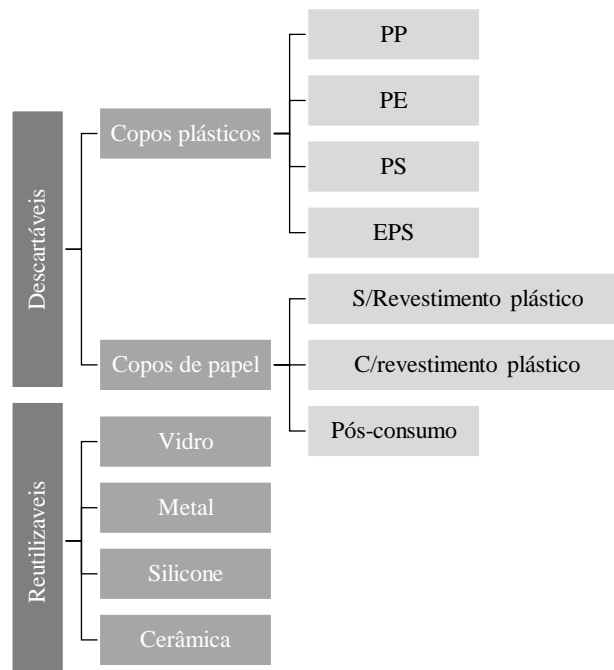 Descartáveis
Copos plásticos
PP
PE
PS
EPS
Copos de papel
S/Revestimento plástico
C/revestimento plástico
Pós-consumo
Reutilizaveis
Vidro
Metal
Silicone
Cerâmica